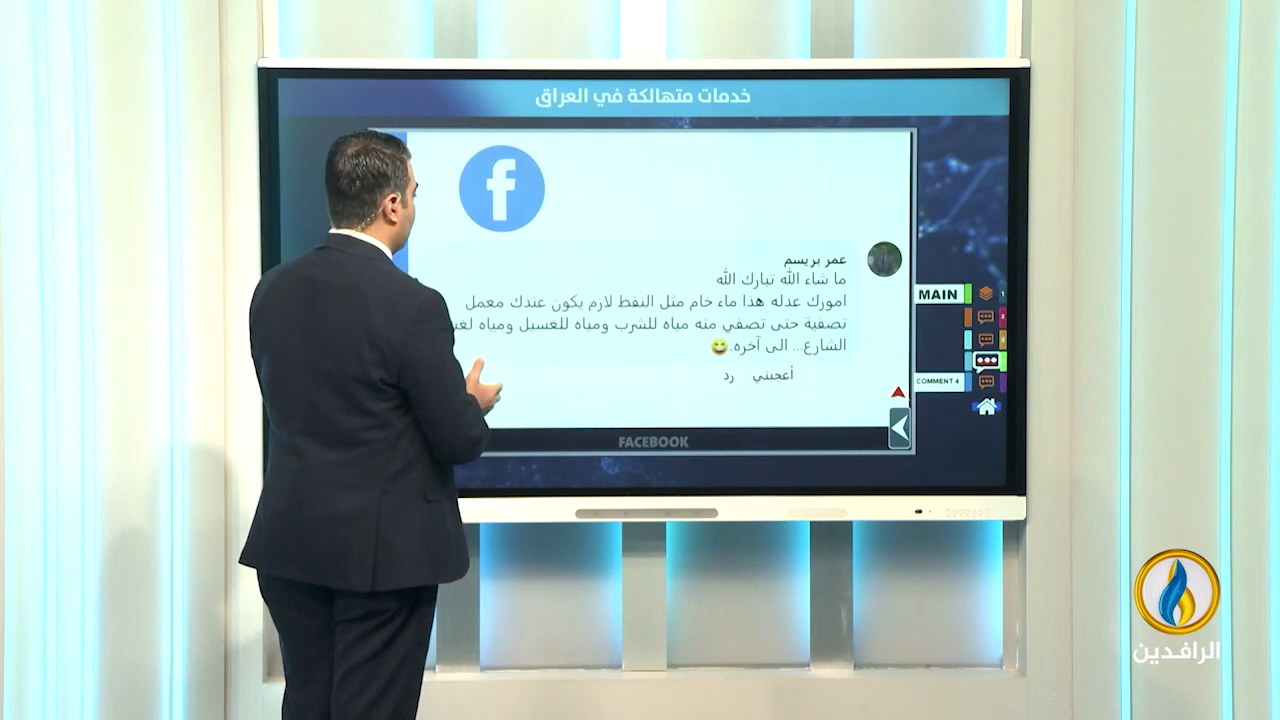 خدمات متهالكة في العراق
f
عمر بريسم
ما شاء الله تبارك الله
امورك عدله هذا ماء خام مثل النفط لازم يكون عندك معمل
تصفية حتى تصفي منه مياه للشرب ومياه للغسيل ومياه
الشارع... الى آخره.😄
أعجبني رد
FACEBOOK
MAIN
COMMENT 4
الرافدين